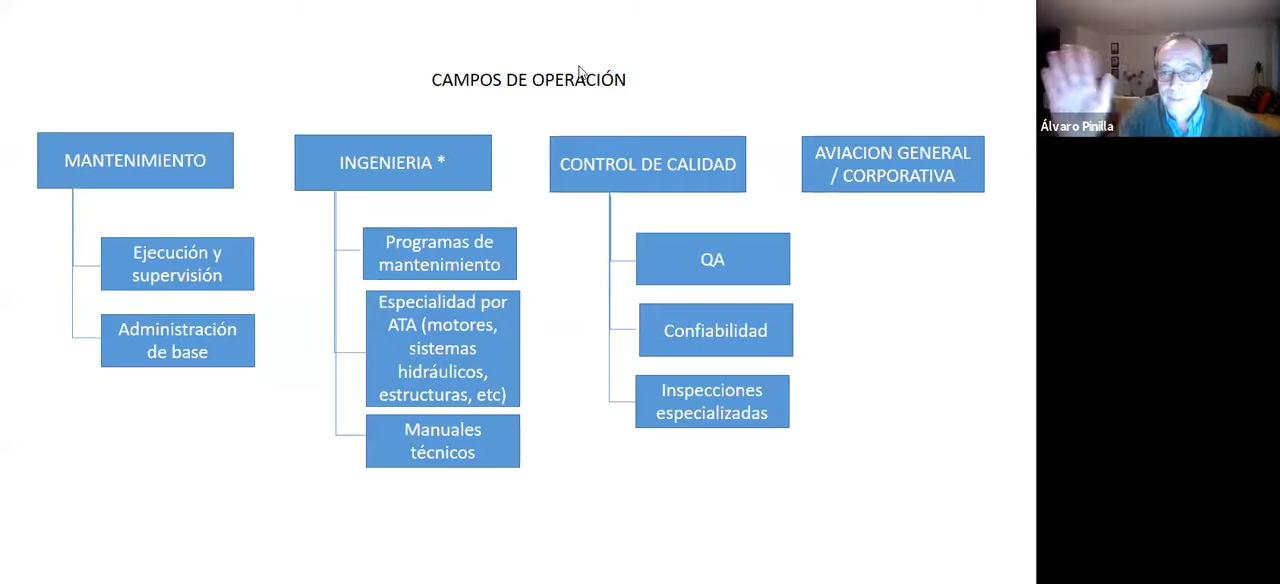 CAMPOS DE OPERACIÓN
MANTENIMIENTO
Ejecución y
supervisión
Administración
de base
INGENIERIA *
Programas de
mantenimiento
Especialidad por
ATA (motores,
sistemas
hidráulicos,
estructuras, etc)
Manuales
técnicos
CONTROL DE CALIDAD
QA
Confiabilidad
Inspecciones
especializadas
AVIACION GENERAL
/ CORPORATIVA
Álvaro Pinilla